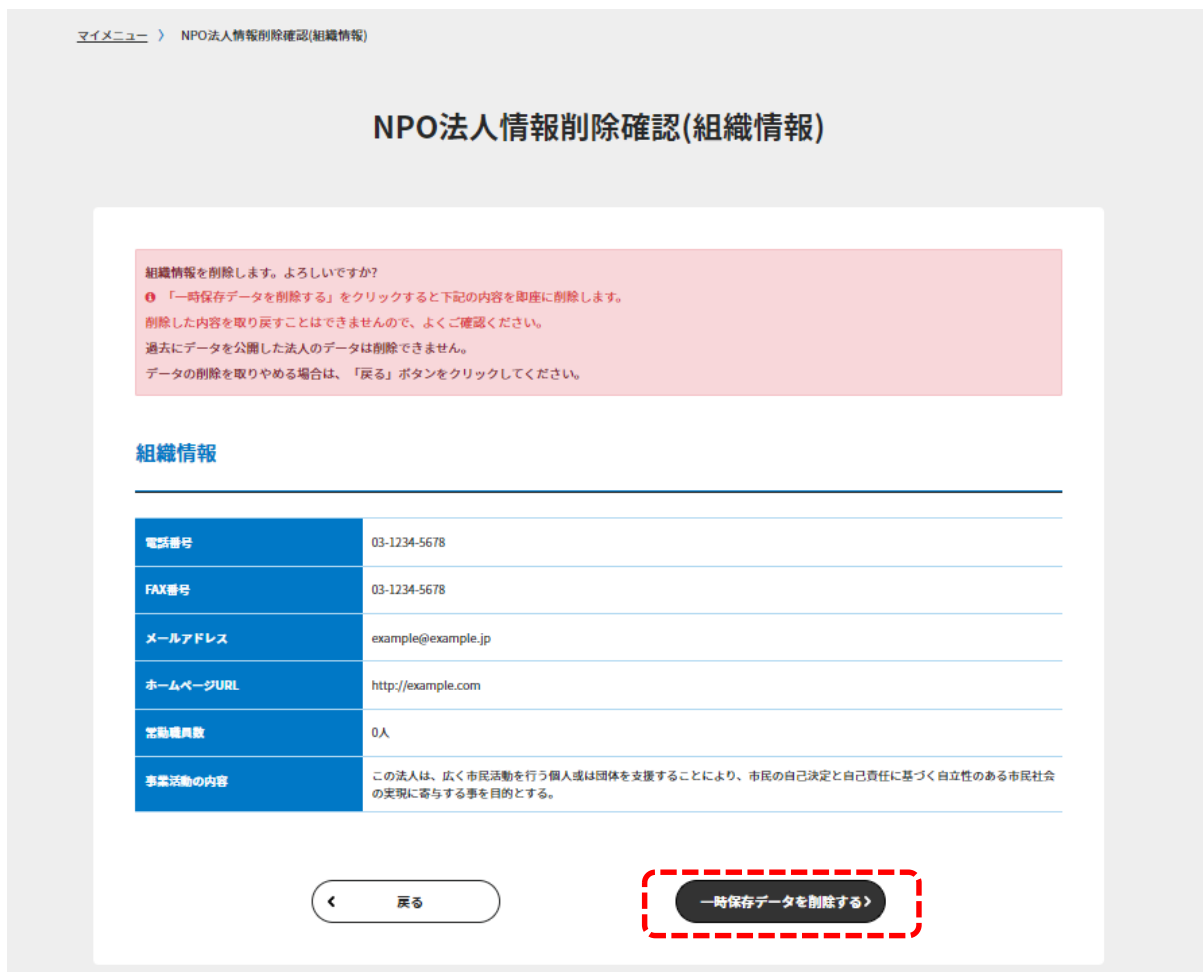 マイメニュー 〉 NPO法人情報削除確認(組織情報)
NPO法人情報削除確認(組織情報)
組織情報を削除します。よろしいですか?
「一時保存データを削除する」をクリックすると下記の内容を即座に削除します。
削除した内容を取り戻すことはできませんので、よくご確認ください。
過去にデータを公開した法人のデータは削除できません。
データの削除を取りやめる場合は、「戻る」ボタンをクリックしてください。
組織情報
電話番号 03-1234-5678
FAX番号 03-1234-5678
メールアドレス example@example.jp
ホームページURL http://example.com
常勤職員数 0人
事業活動の内容 この法人は、広く市民活動を行う個人或は団体を支援することにより、市民の自己決定と自己責任に基づく自立性のある市民社会
の実現に寄与する事を目的とする。
戻る
一時保存データを削除する